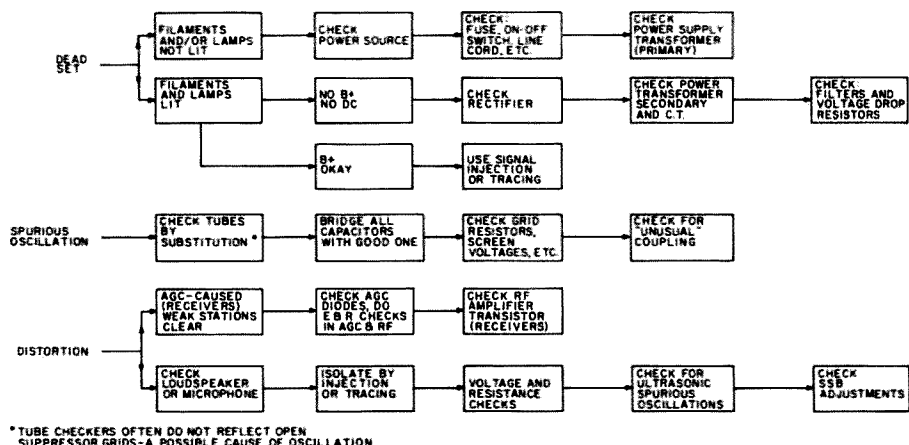 FILAMENTS
AND/OR LAMPS
NOT LIT
CHECK
POWER SOURCE
CHECK:
FUSE, ON-OFF
SWITCH, LINE
CORD, ETC.
CHECK
POWER SUPPLY
TRANSFORMER
(PRIMARY)
DEAD
SET
FILAMENTS
AND LAMPS
LIT
NO B+
NO DC
CHECK
RECTIFIER
CHECK POWER
TRANSFORMER
SECONDARY
AND C.T.
CHECK
FILTERS AND
VOLTAGE DROP
RESISTORS
B+
OKAY
USE SIGNAL
INJECTION
OR TRACING
SPURIOUS
OSCILLATION
CHECK TUBES
BY
SUBSTITUTION*
BRIDGE ALL
CAPACITORS
WITH GOOD ONE
CHECK GRID
RESISTORS,
SCREEN
VOLTAGES, ETC.
CHECK FOR
"UNUSUAL"
COUPLING
AGC-CAUSED
(RECEIVERS)
WEAK STATIONS
CLEAR
CHECK AGC
DIODES, DO
E & R CHECKS
IN AGC & RF
CHECK RF
AMPLIFIER
TRANSISTOR
(RECEIVERS)
DISTORTION
CHECK
LOUDSPEAKER
OR MICROPHONE
ISOLATE BY
INJECTION
OR TRACING
VOLTAGE AND
RESISTANCE
CHECKS
CHECK FOR
ULTRASONIC
SPURIOUS
OSCILLATIONS
CHECK
SSB
ADJUSTMENTS
*TUBE CHECKERS OFTEN DO NOT REFLECT OPEN
SUPPRESSOR GRIDS-A POSSIBLE CAUSE OF OSCILLATION